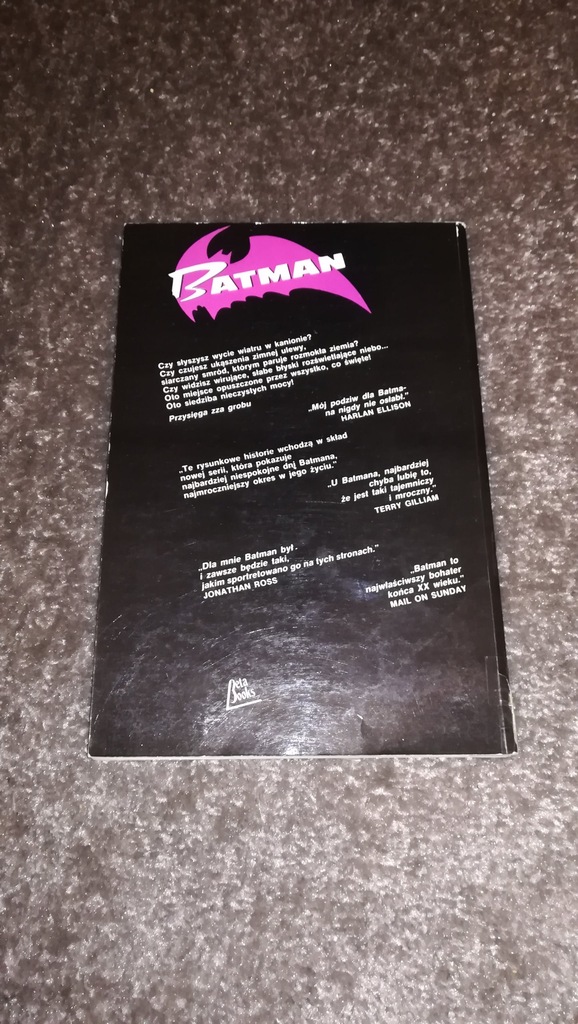 BATMAN
Czy słyszysz wycie wiatru w kanionie?
Czy czujesz ukąszenia zimnej ulewy,
siarczany smród, którym paruje rozmokła ziemia?
Czy widzisz wirujące, słabe błyski rozświetlające niebo...
Oto miejsce opuszczone przez wszystko, co święte!
Oto siedziba nieczystych mocy!
Przysięga zza grobu
„Mój podziw dla Batma-
na nigdy nie osłabł.”
HARLAN ELLISON
„Te rysunkowe historie wchodzą w skład
nowej serii, która pokazuje
najbardziej niespokojne dni Batmana,
najmroczniejszy okres w jego życiu.”
„U Batmana, najbardziej
chyba lubię to,
że jest taki tajemniczy
i mroczny.”
TERRY GILLIAM
„Dla mnie Batman był
i zawsze będzie taki,
jakim sportretowano go na tych stronach.”
JONATHAN ROSS
„Batman to
najwłaściwszy bohater
końca XX wieku.”
MAIL ON SUNDAY
Beta
Books